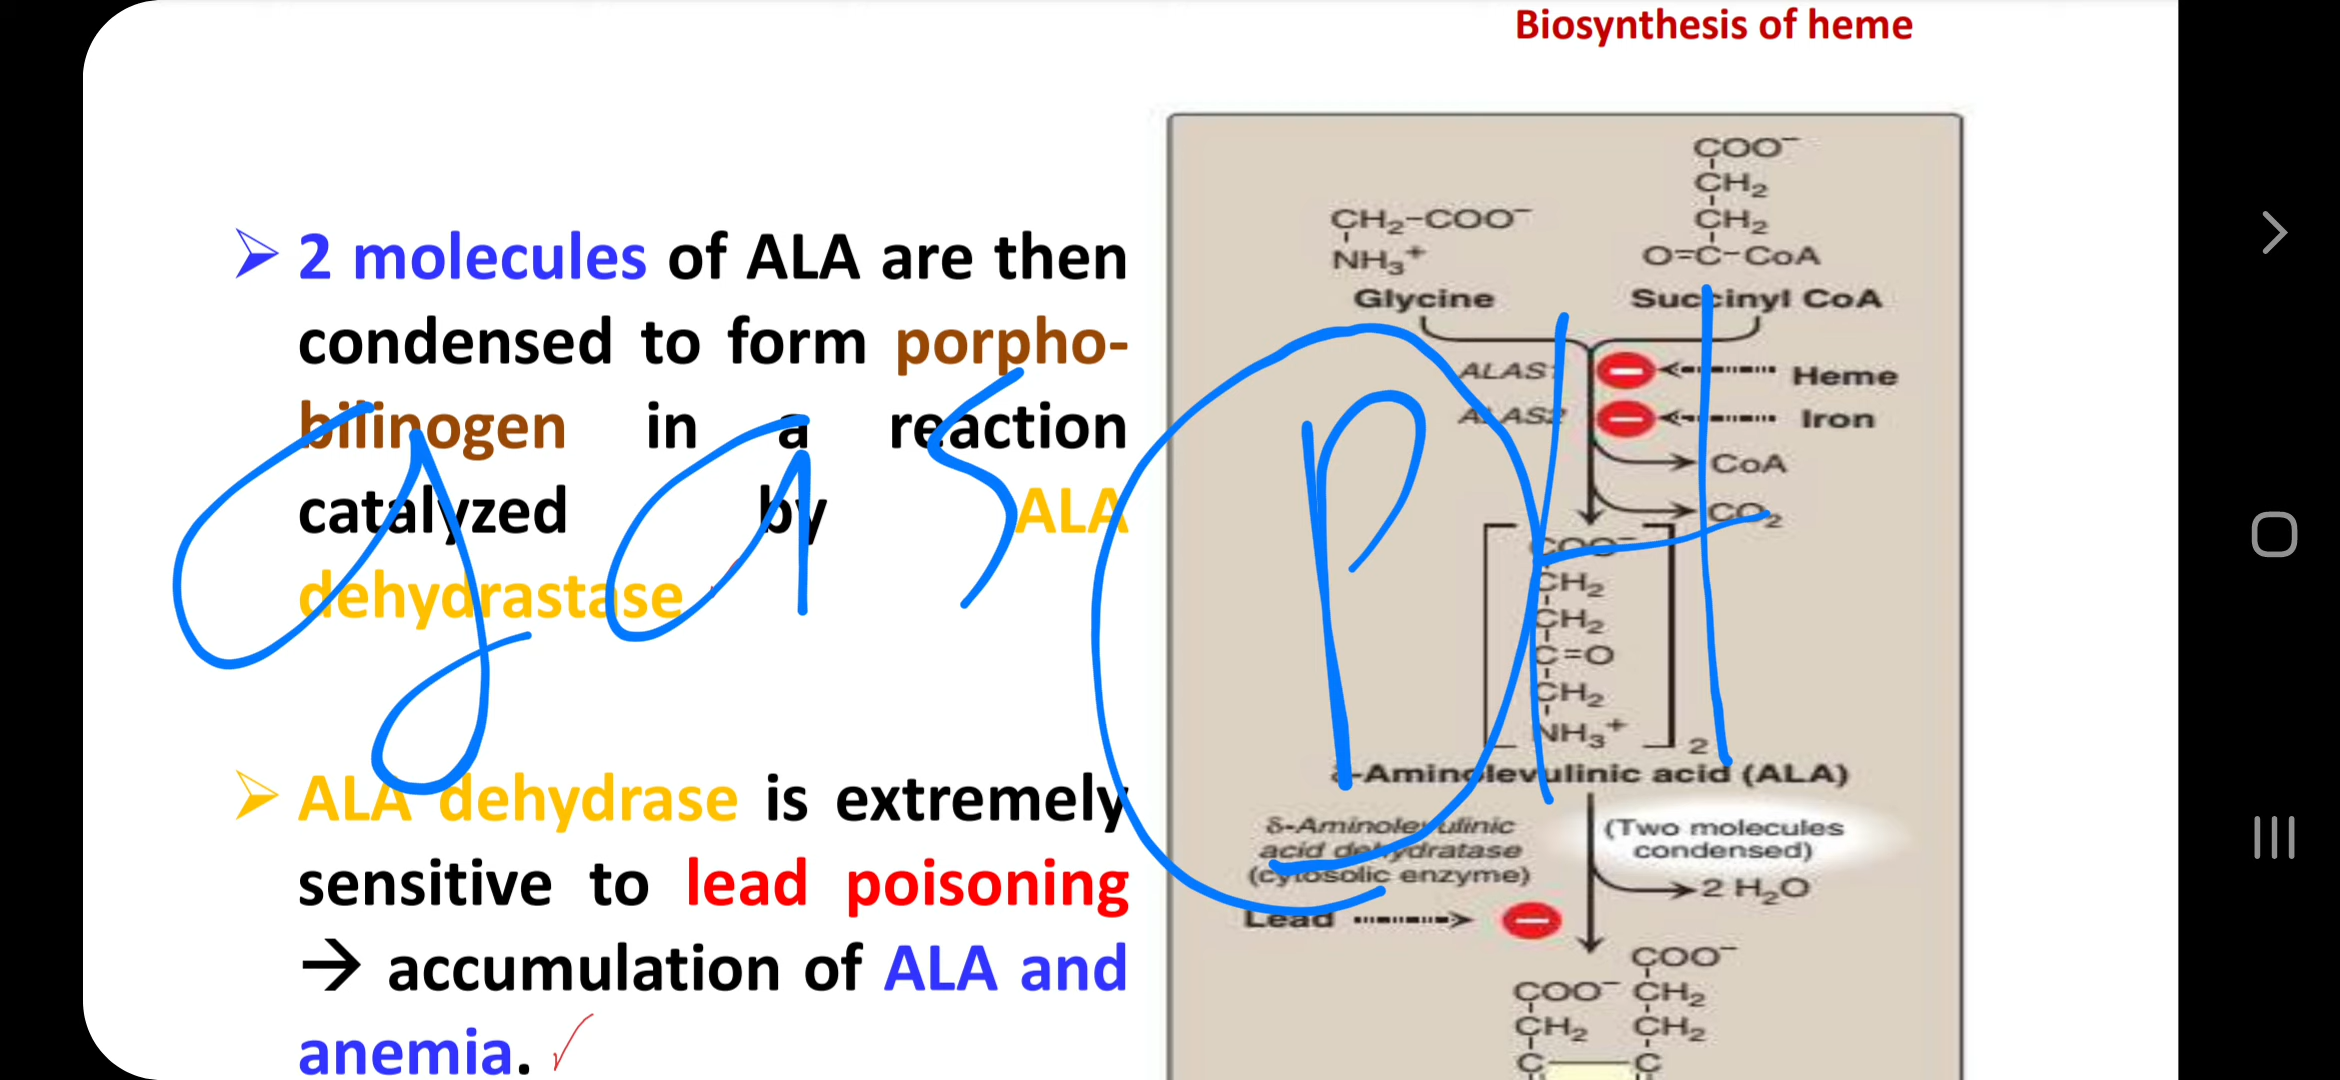 Biosynthesis of heme
➢ 2 molecules of ALA are then
condensed to form porpho-
bilinogen in a reaction
catalyzed by ALA
dehydrastase
➢ ALA dehydrase is extremely
sensitive to lead poisoning
→ accumulation of ALA and
anemia.
COO⁻
CH₂
CH₂
O=C-CoA
Succinyl CoA
CH₂-COO⁻
NH₃⁺
Glycine
ALAS1
ALAS2
Heme
Iron
CoA
CO₂
COO⁻
CH₂
CH₂
C=O
CH₂
NH₃⁺
2
δ-Aminolevulinic acid (ALA)
δ-Aminolevulinic
acid dehydratase
(cytosolic enzyme)
Lead
(Two molecules
condensed)
2 H₂O
COO⁻
COO⁻ CH₂
CH₂ CH₂
C C